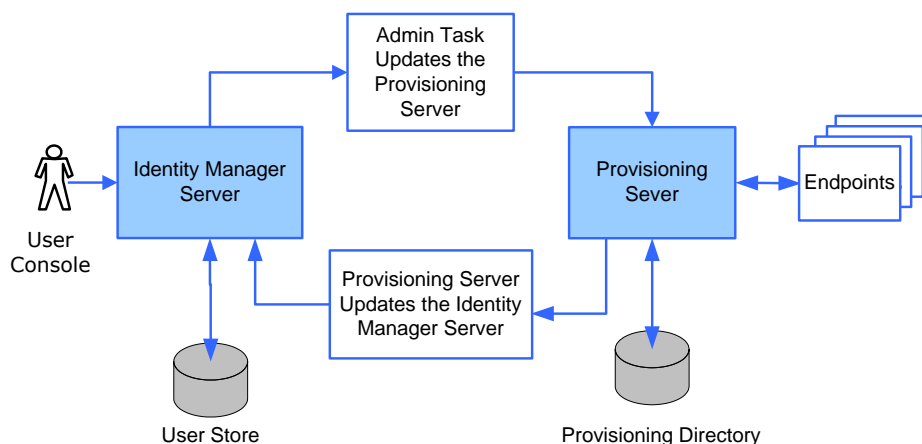 Admin Task
Updates the
Provisioning
Server
Identity Manager
Server
Provisioning
Sever
Endpoints
User
Console
Provisioning Server
Updates the Identity
Manager Server
User Store
Provisioning Directory